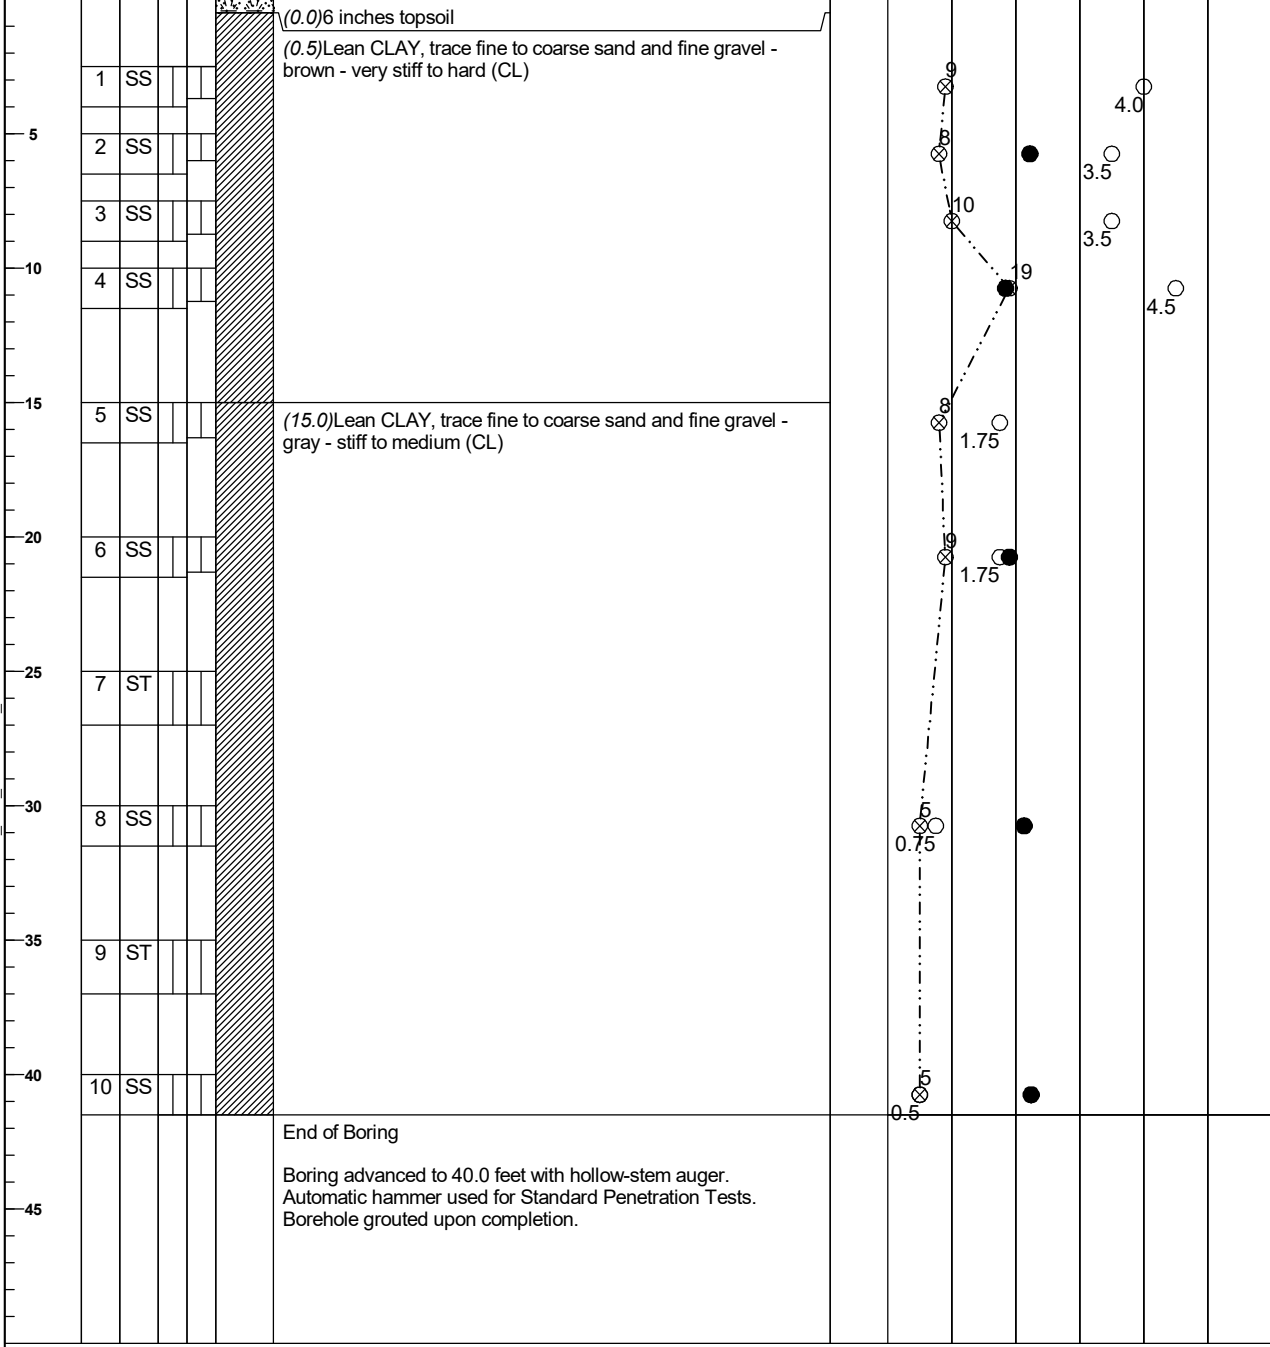 (0.0)6 inches topsoil
(0.5)Lean CLAY, trace fine to coarse sand and fine gravel -
brown - very stiff to hard (CL)
1 SS 9 4.0
5
2 SS 8 3.5
3 SS 10 3.5
10
4 SS 19 4.5
15
5 SS 8 1.75
(15.0)Lean CLAY, trace fine to coarse sand and fine gravel -
gray - stiff to medium (CL)
20
6 SS 9 1.75
25
7 ST
30
8 SS 5 0.75
35
9 ST
40
10 SS 5 0.5
End of Boring
Boring advanced to 40.0 feet with hollow-stem auger.
Automatic hammer used for Standard Penetration Tests.
Borehole grouted upon completion.
45